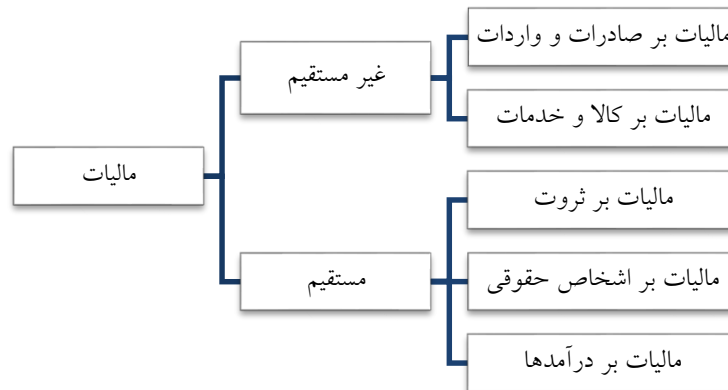 مالیات
غیر مستقیم
مالیات بر صادرات و واردات
مالیات بر کالا و خدمات
مستقیم
مالیات بر ثروت
مالیات بر اشخاص حقوقی
مالیات بر درآمدها